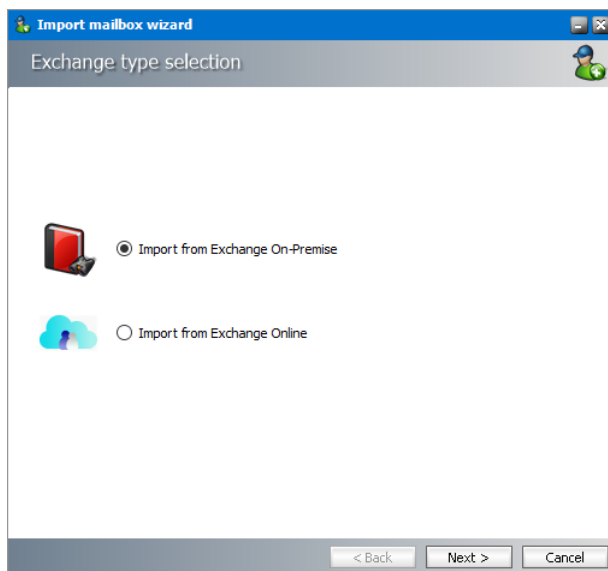 Import mailbox wizard
Exchange type selection
Import from Exchange On-Premise
Import from Exchange Online
< Back Next > Cancel